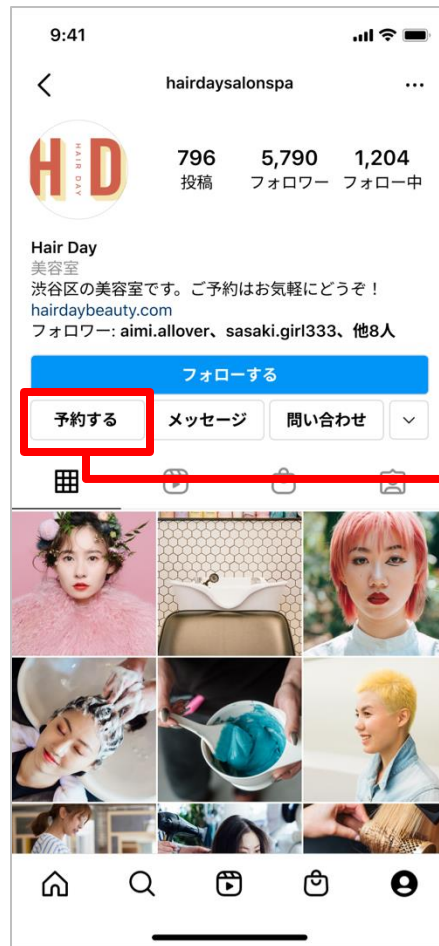 9:41
hairdaysalonspa
HD
HAIR DAY
796 5,790 1,204
投稿 フォロワー フォロー中
Hair Day
美容室
渋谷区の美容室です。ご予約はお気軽にどうぞ！
hairdaybeauty.com
フォロワー: aimi.allover、sasaki.girl333、他8人
フォローする
予約する メッセージ 問い合わせ